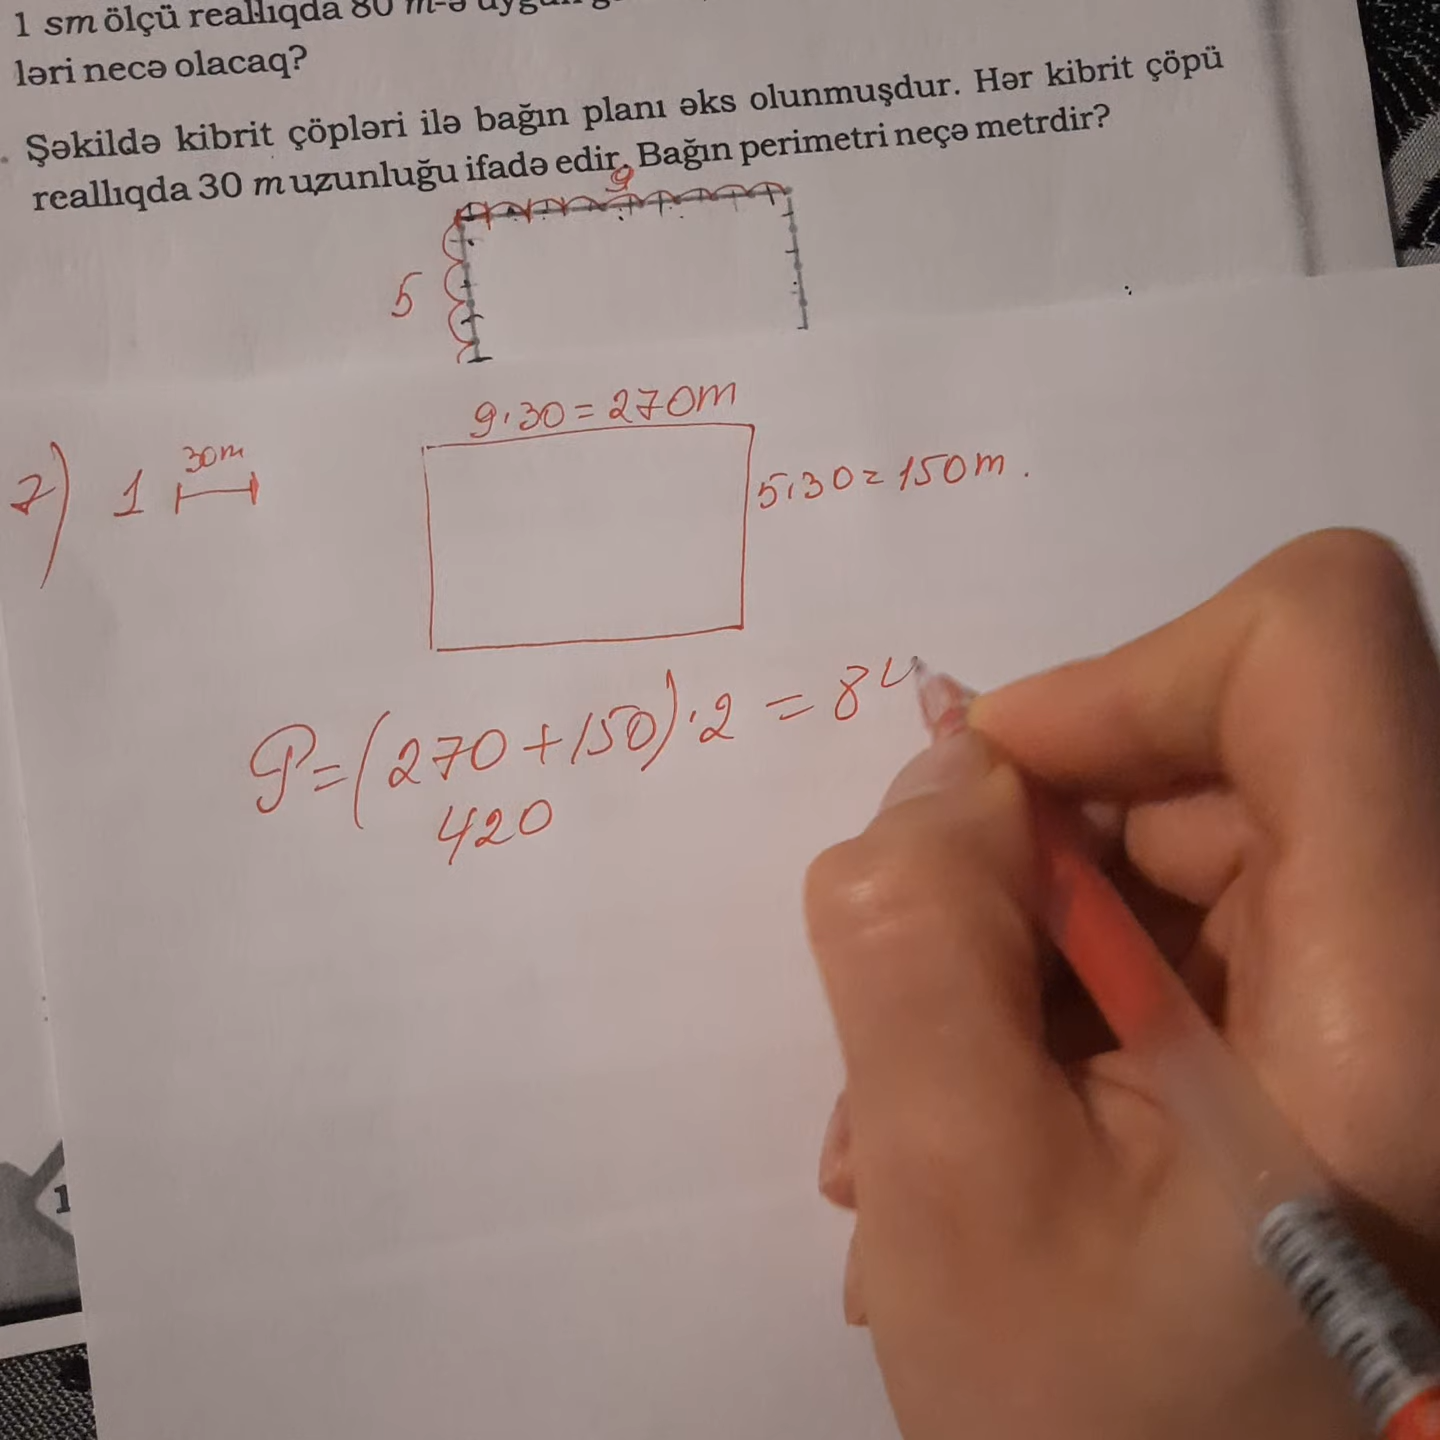 1 sm ölçü reallıqda 80 m-ə
ləri necə olacaq?
Şəkildə kibrit çöpləri ilə bağın planı əks olunmuşdur. Hər kibrit çöpü
reallıqda 30 m uzunluğu ifadə edir. Bağın perimetri neçə metrdir?
9
5
9·30=270m
7) 1 30m
5·30=150m.
P=(270+150)·2=84
420
1